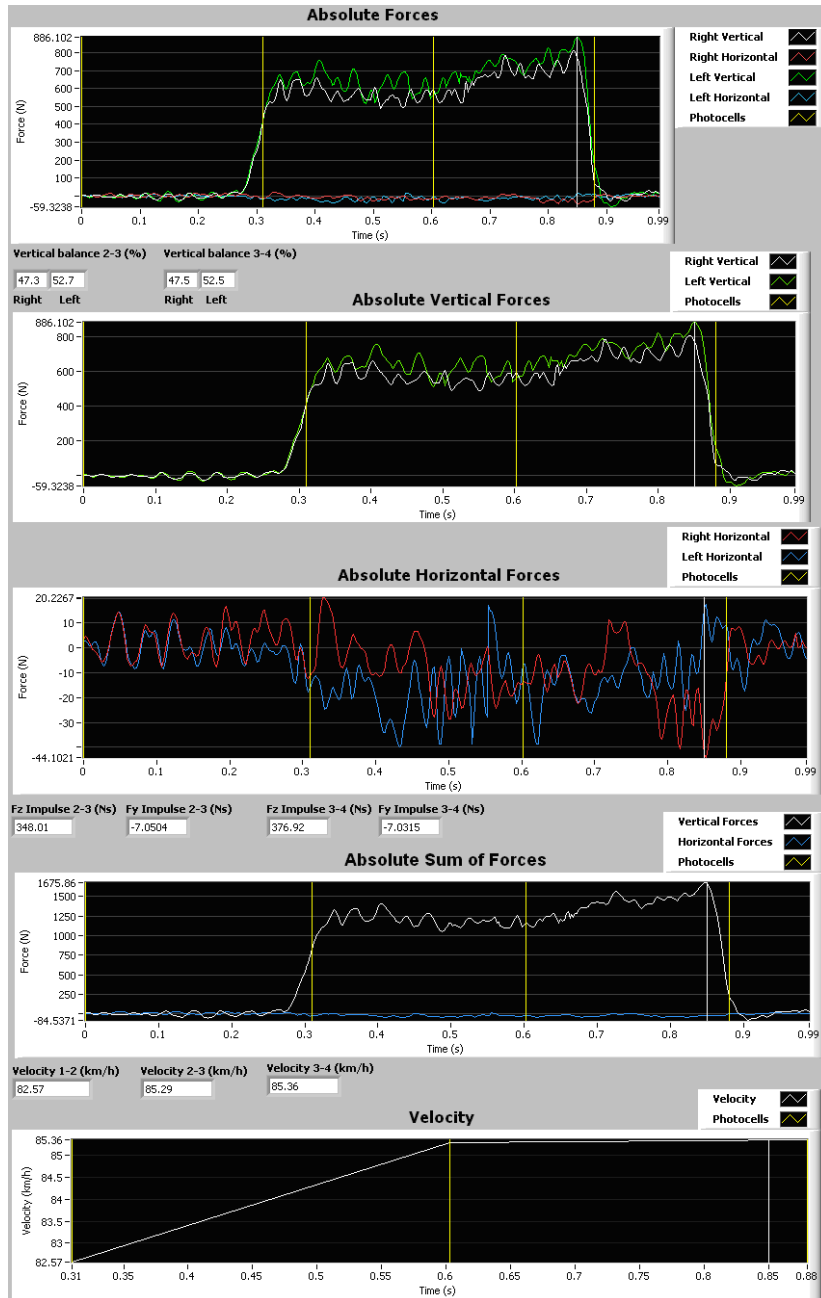 Absolute Forces
Right Vertical
Right Horizontal
Left Vertical
Left Horizontal
Photocells
886.102
800
700
600
500
400
300
200
100
-59.3238
Force (N)
0 0.1 0.2 0.3 0.4 0.5 0.6 0.7 0.8 0.9 0.99
Time (s)
Vertical balance 2-3 (%) Vertical balance 3-4 (%)
47.3 52.7 47.5 52.5
Right Left Right Left
Absolute Vertical Forces
Right Vertical
Left Vertical
Photocells
886.102
800
600
400
200
-59.3238
Force (N)
0 0.1 0.2 0.3 0.4 0.5 0.6 0.7 0.8 0.9 0.99
Time (s)
Absolute Horizontal Forces
Right Horizontal
Left Horizontal
Photocells
20.2267
10
0
-10
-20
-30
-44.1021
Force (N)
0 0.1 0.2 0.3 0.4 0.5 0.6 0.7 0.8 0.9 0.99
Time (s)
Fz Impulse 2-3 (Ns) Fy Impulse 2-3 (Ns) Fz Impulse 3-4 (Ns) Fy Impulse 3-4 (Ns)
348.01 -7.0504 376.92 -7.0315
Absolute Sum of Forces
Vertical Forces
Horizontal Forces
Photocells
1675.86
1500
1250
1000
750
500
250
-84.5371
Force (N)
0 0.1 0.2 0.3 0.4 0.5 0.6 0.7 0.8 0.9 0.99
Time (s)
Velocity 1-2 (km/h) Velocity 2-3 (km/h) Velocity 3-4 (km/h)
82.57 85.29 85.36
Velocity
Velocity
Photocells
85.36
85
84.5
84
83.5
83
82.57
Velocity (km/h)
0.31 0.35 0.4 0.45 0.5 0.55 0.6 0.65 0.7 0.75 0.8 0.85 0.88
Time (s)